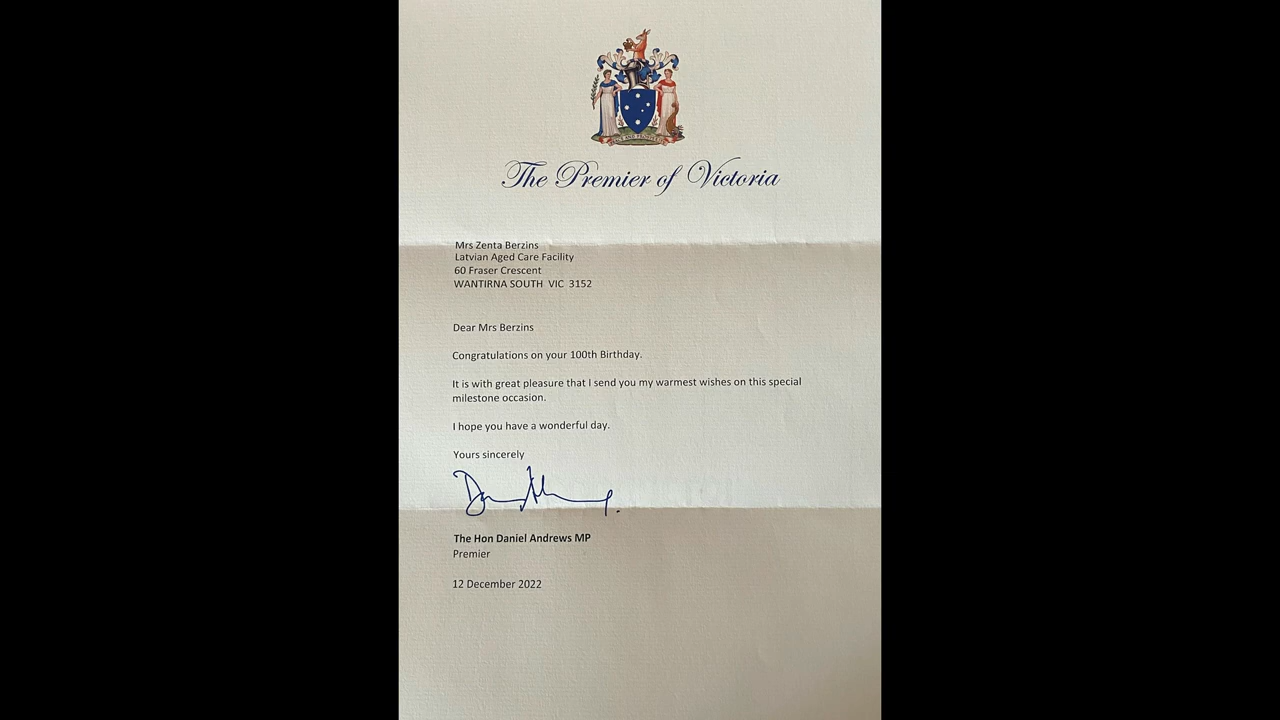 The Premier of Victoria
Mrs Zenta Berzins
Latvian Aged Care Facility
60 Fraser Crescent
WANTIRNA SOUTH  VIC  3152
Dear Mrs Berzins
Congratulations on your 100th Birthday.
It is with great pleasure that I send you my warmest wishes on this special
milestone occasion.
I hope you have a wonderful day.
Yours sincerely
The Hon Daniel Andrews MP
Premier
12 December 2022